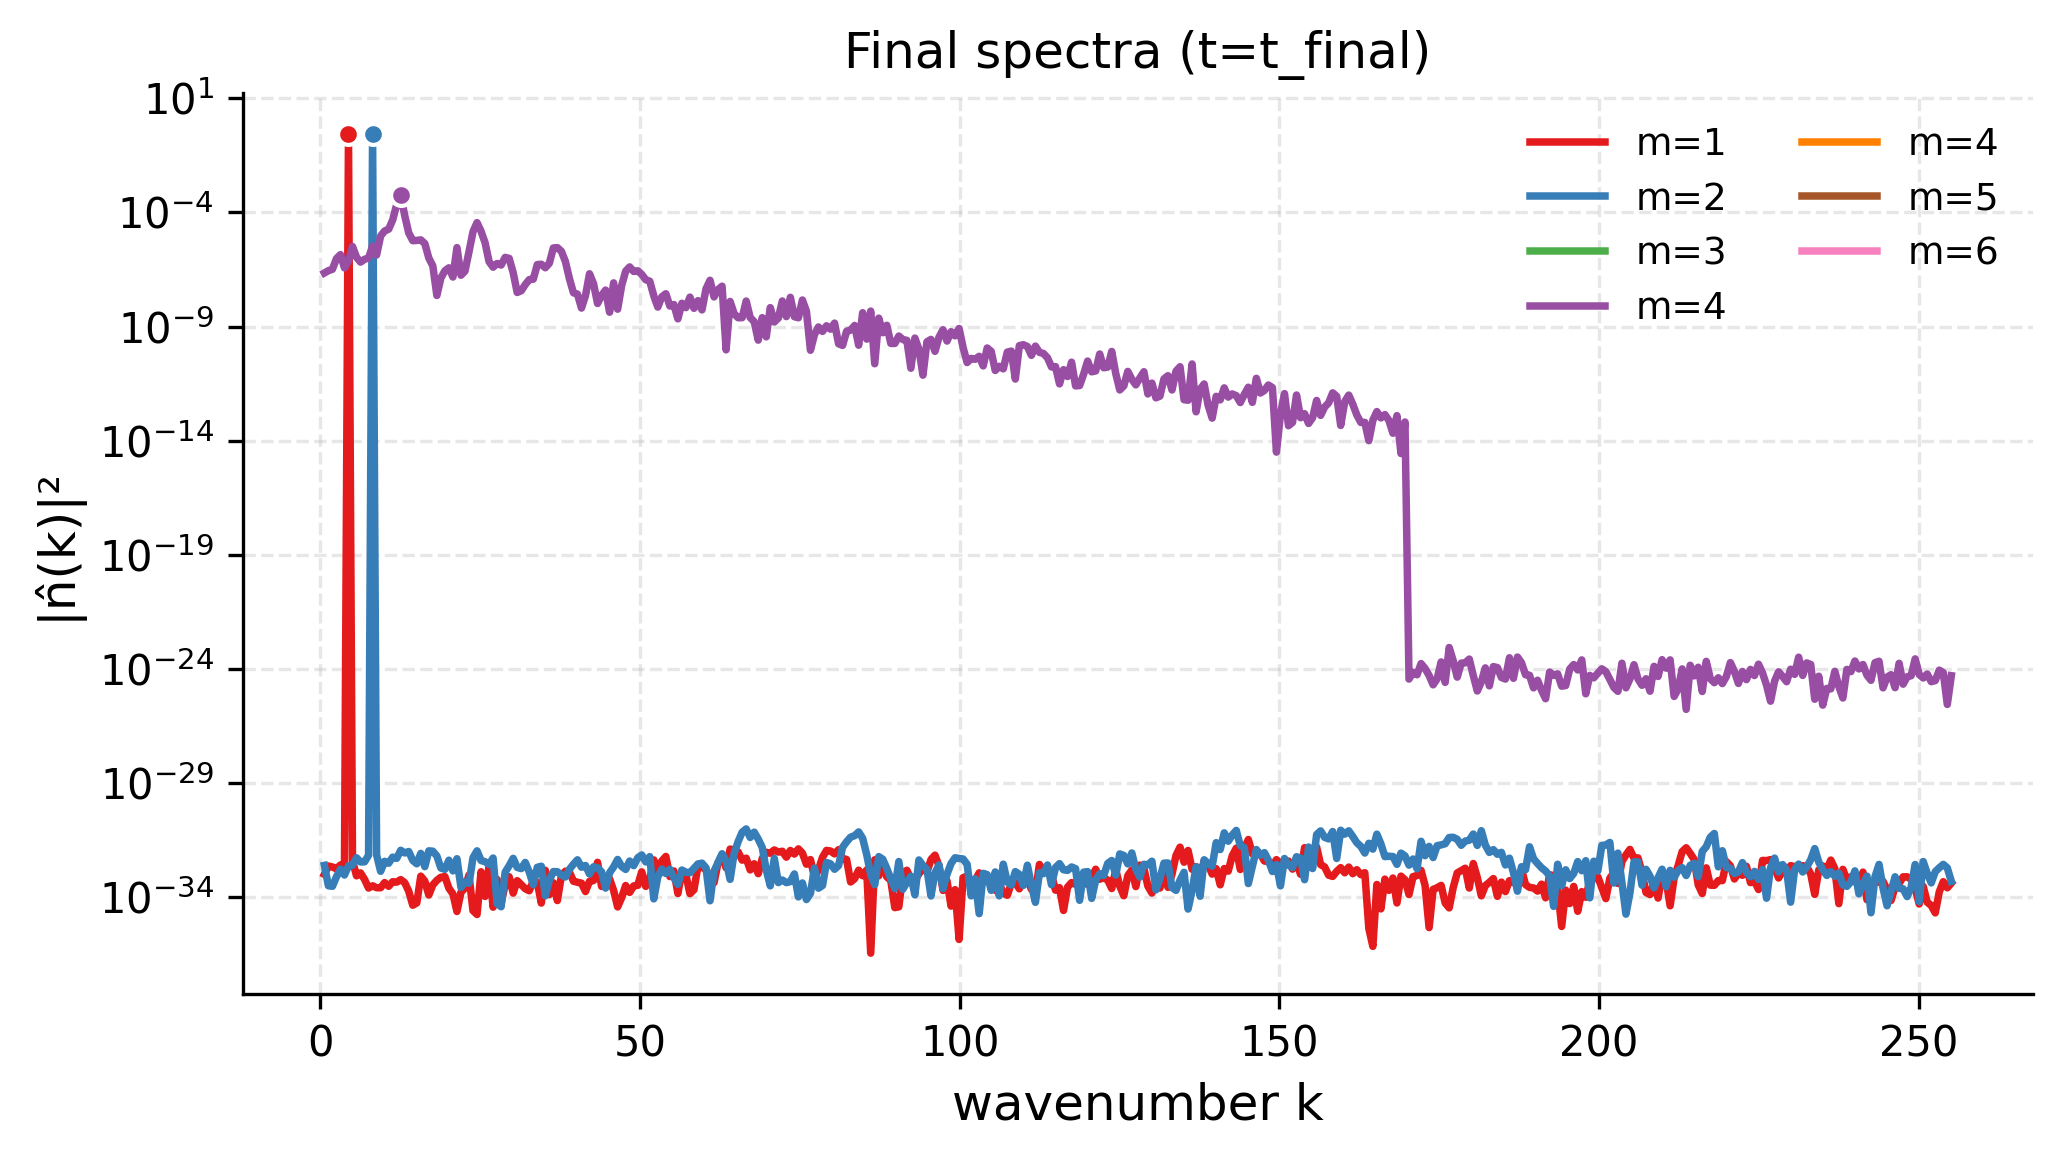 Final spectra (t=t_final)
10¹
10⁻⁴
10⁻⁹
10⁻¹⁴
10⁻¹⁹
10⁻²⁴
10⁻²⁹
10⁻³⁴
|n̂(k)|²
m=1
m=2
m=3
m=4
m=4
m=5
m=6
0 50 100 150 200 250
wavenumber k